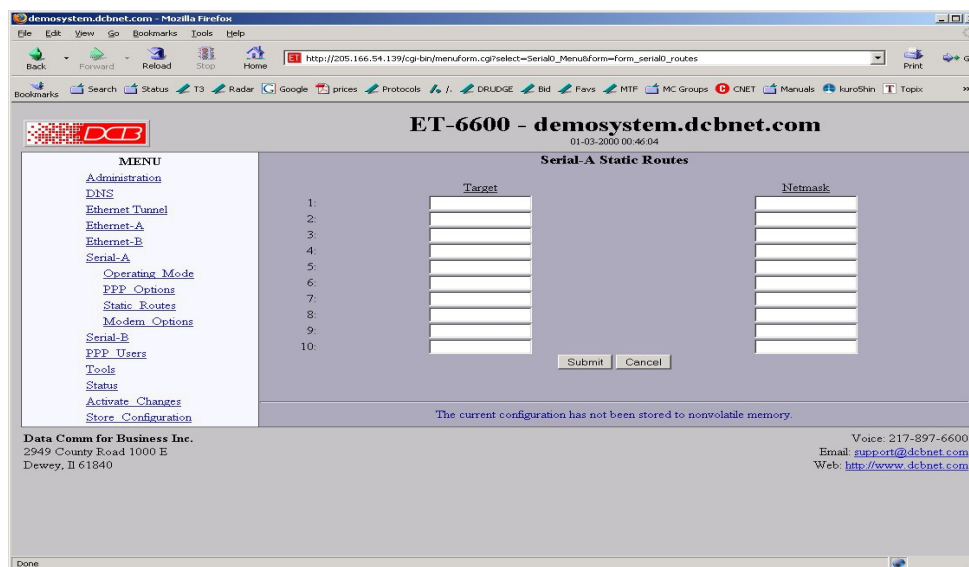 demosystem.dcbnet.com - Mozilla Firefox
File Edit View Go Bookmarks Tools Help
Back Forward Reload Stop Home http://205.166.54.139/cgi-bin/menuform.cgi?select=Serial0_Menu&form=form_serial0_routes Print
Bookmarks Search Status T3 Radar Google prices Protocols /. DRUDGE Bid Favs MTF MC Groups CNET Manuals kuro5hin Topix
DCB
ET-6600 - demosystem.dcbnet.com
01-03-2000 00:46:04
MENU
Administration
DNS
Ethernet Tunnel
Ethernet-A
Ethernet-B
Serial-A
Operating Mode
PPP Options
Static Routes
Modem Options
Serial-B
PPP Users
Tools
Status
Activate Changes
Store Configuration
Serial-A Static Routes
Target Netmask
1:
2:
3:
4:
5:
6:
7:
8:
9:
10:
Submit Cancel
The current configuration has not been stored to nonvolatile memory.
Data Comm for Business Inc.
2949 County Road 1000 E
Dewey, Il 61840
Voice: 217-897-6600
Email: support@dcbnet.com
Web: http://www.dcbnet.com
Done